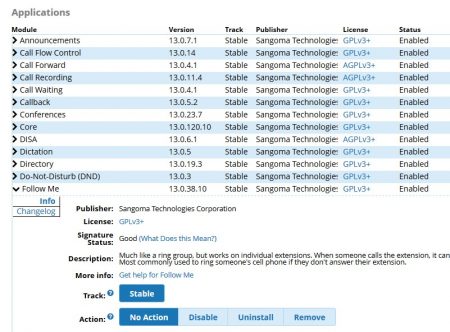 Applications
Module Version Track Publisher License Status
Announcements 13.0.7.1 Stable Sangoma Technologies GPLv3+ Enabled
Call Flow Control 13.0.14 Stable Sangoma Technologies GPLv3+ Enabled
Call Forward 13.0.4.1 Stable Sangoma Technologies AGPLv3+ Enabled
Call Recording 13.0.11.4 Stable Sangoma Technologies AGPLv3+ Enabled
Call Waiting 13.0.4.1 Stable Sangoma Technologies GPLv3+ Enabled
Callback 13.0.5.2 Stable Sangoma Technologies GPLv3+ Enabled
Conferences 13.0.23.7 Stable Sangoma Technologies GPLv3+ Enabled
Core 13.0.120.10 Stable Sangoma Technologies GPLv3+ Enabled
DISA 13.0.6.1 Stable Sangoma Technologies AGPLv3+ Enabled
Dictation 13.0.5 Stable Sangoma Technologies GPLv3+ Enabled
Directory 13.0.19.3 Stable Sangoma Technologies GPLv3+ Enabled
Do-Not-Disturb (DND) 13.0.3 Stable Sangoma Technologies GPLv3+ Enabled
Follow Me 13.0.38.10 Stable Sangoma Technologies GPLv3+ Enabled
Info
Changelog
Publisher: Sangoma Technologies Corporation
License: GPLv3+
Signature
Status: Good (What Does this Mean?)
Description: Much like a ring group, but works on individual extensions. When someone calls the extension, it can
Most commonly used to ring someone's cell phone if they don't answer their extension.
More info: Get help for Follow Me
Track: ? Stable
Action: ? No Action Disable Uninstall Remove